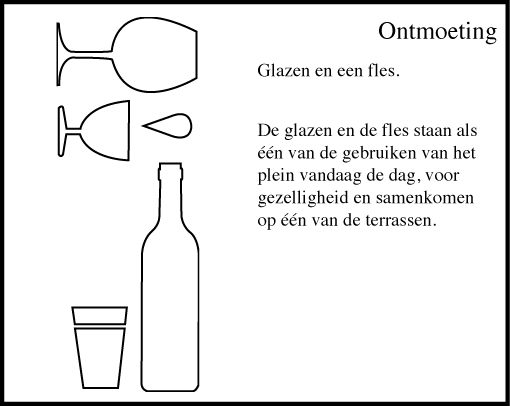 Ontmoeting
Glazen en een fles.
De glazen en de fles staan als
één van de gebruiken van het
plein vandaag de dag, voor
gezelligheid en samenkomen
op één van de terrassen.